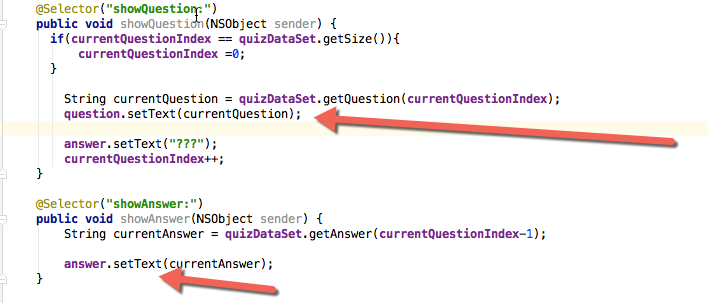 @Selector("showQuestion:")
public void showQuestion(NSObject sender) {
if(currentQuestionIndex == quizDataSet.getSize()){
currentQuestionIndex =0;
}
String currentQuestion = quizDataSet.getQuestion(currentQuestionIndex);
question.setText(currentQuestion);
answer.setText("???");
currentQuestionIndex++;
}
@Selector("showAnswer:")
public void showAnswer(NSObject sender) {
String currentAnswer = quizDataSet.getAnswer(currentQuestionIndex-1);
answer.setText(currentAnswer);
}